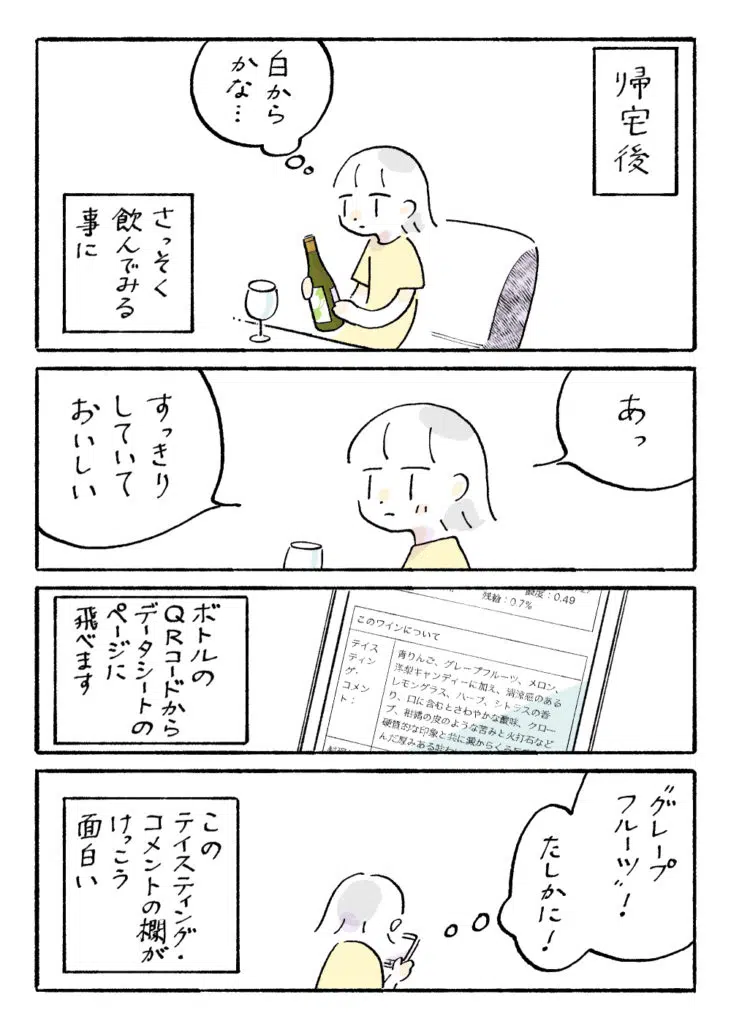 帰宅後
白から
かな…
さっそく
飲んでみる
事に
あっ
すっきり
していて
おいしい
ボトルの
QRコードから
データシートの
ページに
飛べます
酸度：0.49
残糖：0.7%
このワインについて
テイス
ティン
グ・
コメン
ト：
青りんご、グレープフルーツ、メロン、
洋梨キャンディーに加え、清涼感のある
レモングラス、ハーブ、シトラスの香
り、口に含むとさわやかな酸味、クロー
ブ、柑橘の皮のような苦みと火打石など
硬質的な印象と共に澱からくる
んだ厚みある味わ
"グレープ
フルーツ"！
たしかに！
この
テイスティング・
コメントの欄が
けっこう
面白い